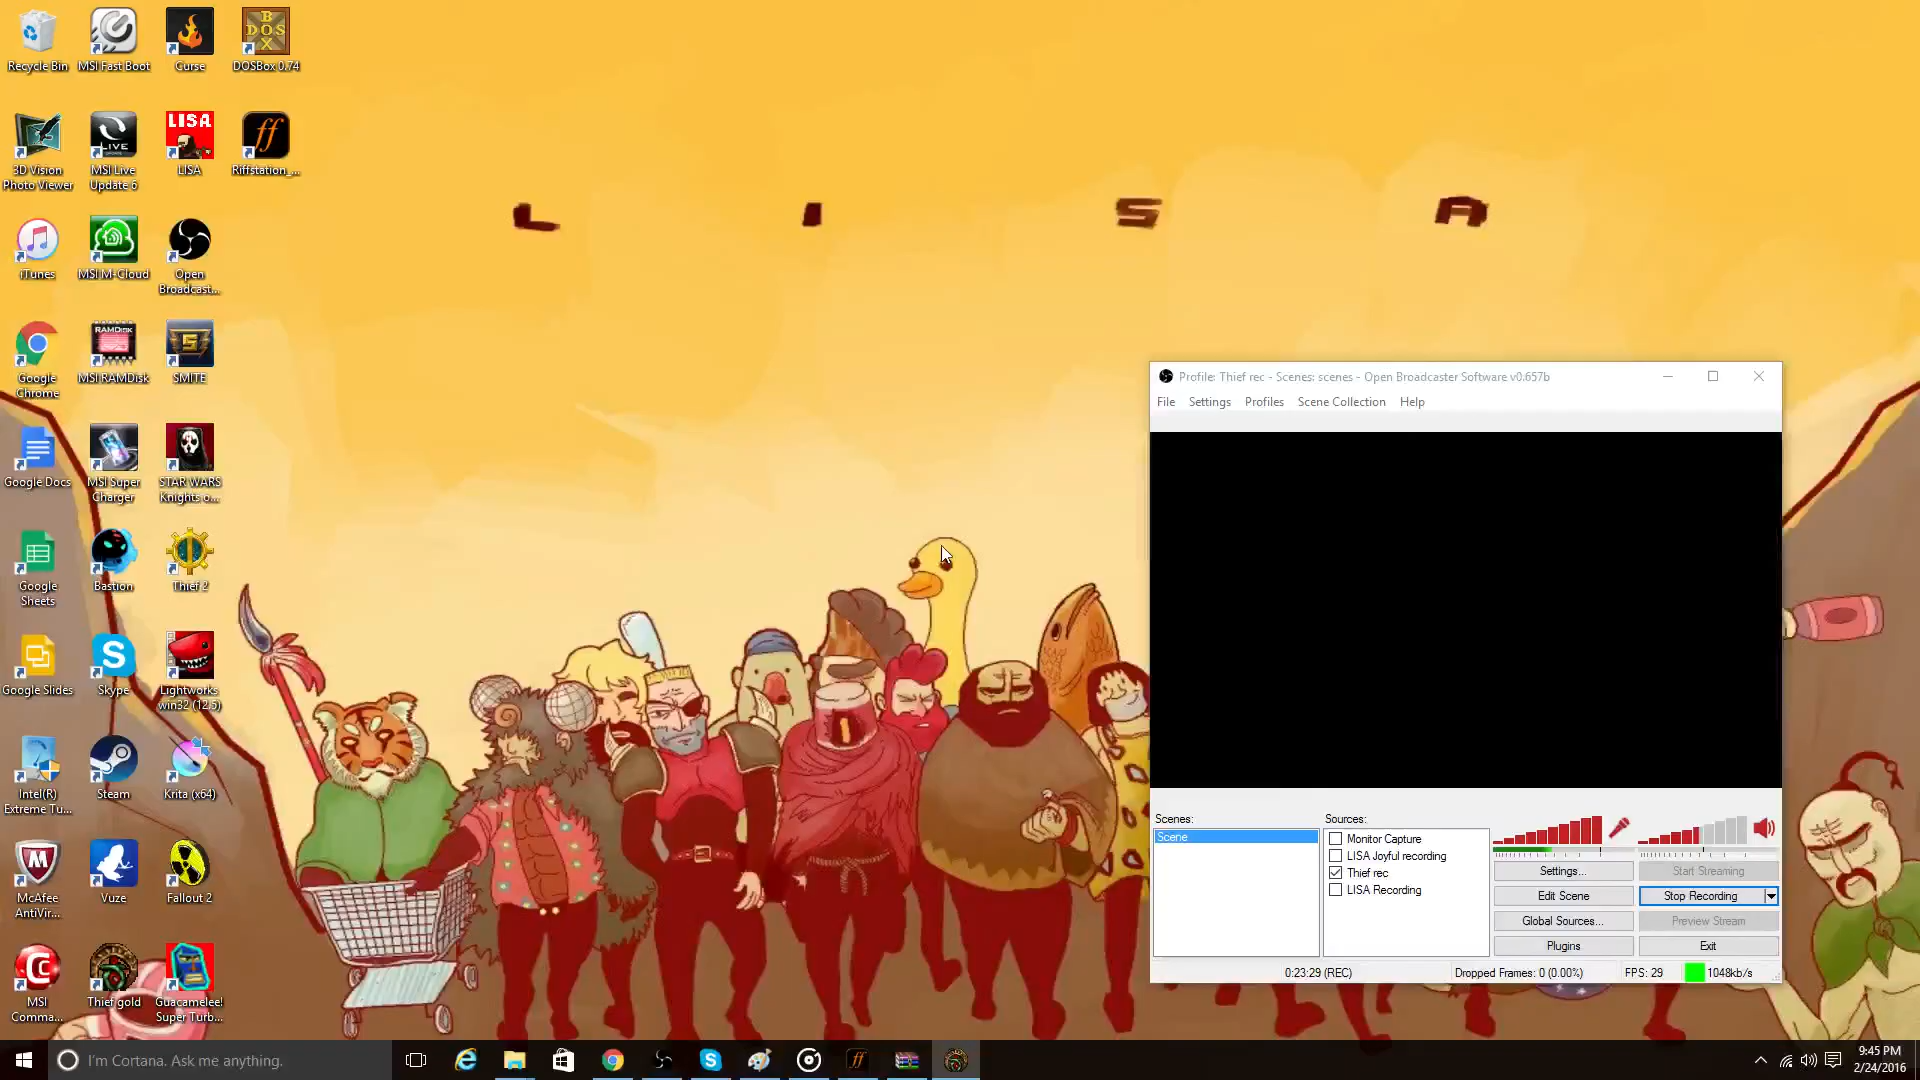 Recycle Bin
MSI Fast Boot
Curse
DOSBox 0.74
3D Vision
Photo Viewer
MSI Live
Update 6
LISA
Riffstation_...
iTunes
MSI M-Cloud
Open
Broadcast...
Google
Chrome
MSI RAMDisk
SMITE
Google Docs
MSI Super
Charger
STAR WARS
Knights o...
Google
Sheets
Bastion
Thief 2
Google Slides
Skype
Lightworks
win32 (12.5)
Intel(R)
Extreme Tu...
Steam
Krita (x64)
McAfee
AntiVir...
Vuze
Fallout 2
MSI
Comma...
Thief gold
Guacamelee!
Super Turb...
BOX
DOS
LISA
LIVE
RAMDisk
ff
L I S A
Profile: Thief rec - Scenes: scenes - Open Broadcaster Software v0.657b
File Settings Profiles Scene Collection Help
Scenes:
Scene
Sources:
Monitor Capture
LISA Joyful recording
Thief rec
LISA Recording
Settings...
Start Streaming
Edit Scene
Stop Recording
Global Sources...
Preview Stream
Plugins
Exit
0:23:29 (REC)
Dropped Frames: 0 (0.00%)
FPS: 29
1048kb/s
I'm Cortana. Ask me anything.
9:45 PM
2/24/2016